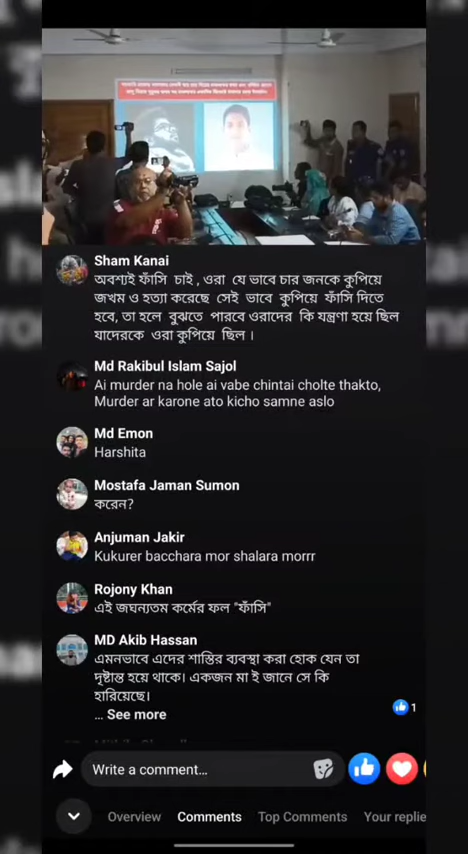 Sham Kanai
অবশ্যই ফাঁসি চাই , ওরা যে ভাবে চার জনকে কুপিয়ে
জখম ও হত্যা করেছে সেই ভাবে কুপিয়ে ফাঁসি দিতে
হবে, তা হলে বুঝতে পারবে ওরাদের কি যন্ত্রণা হয়ে ছিল
যাদেরকে ওরা কুপিয়ে ছিল ।
Md Rakibul Islam Sajol
Ai murder na hole ai vabe chintai cholte thakto,
Murder ar karone ato kicho samne aslo
Md Emon
Harshita
Mostafa Jaman Sumon
করেন?
Anjuman Jakir
Kukurer bacchara mor shalara morrr
Rojony Khan
এই জঘন্যতম কর্মের ফল "ফাঁসি"
MD Akib Hassan
এমনভাবে এদের শাস্তির ব্যবস্থা করা হোক যেন তা
দৃষ্টান্ত হয়ে থাকে। একজন মা ই জানে সে কি
হারিয়েছে।
... See more
1
Write a comment...
Overview Comments Top Comments Your replie